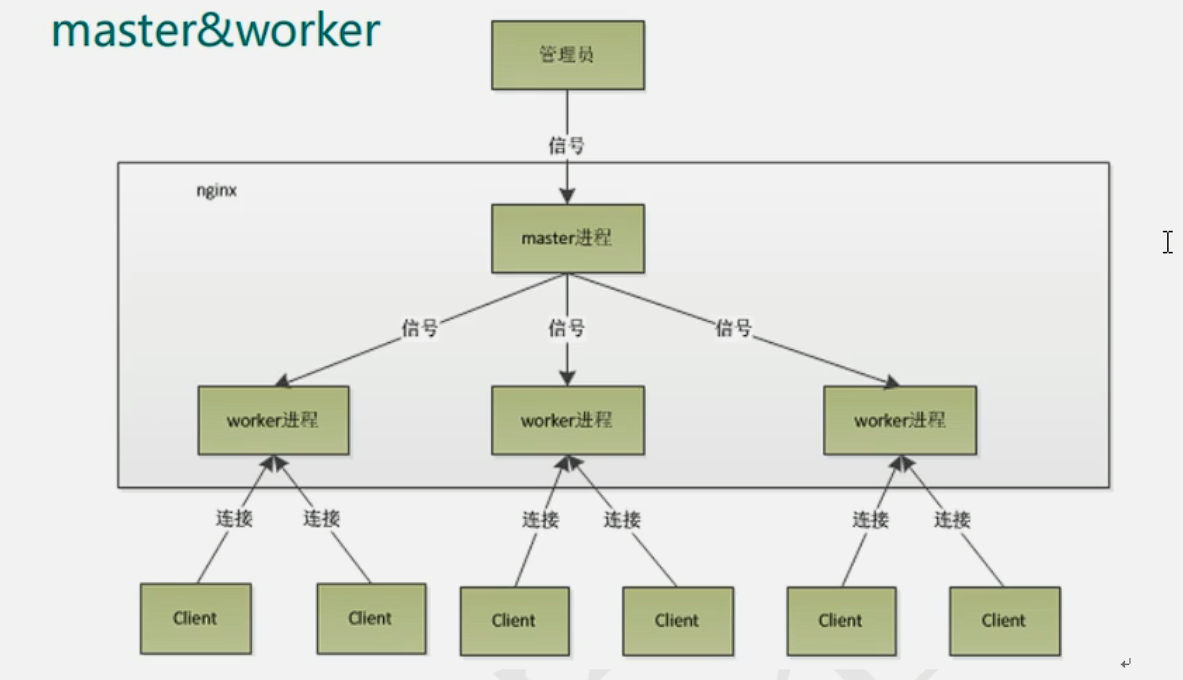 master&worker
管理员
信号
nginx
master进程
信号
信号
信号
worker进程
worker进程
worker进程
连接
连接
连接
连接
连接
连接
Client
Client
Client
Client
Client
Client